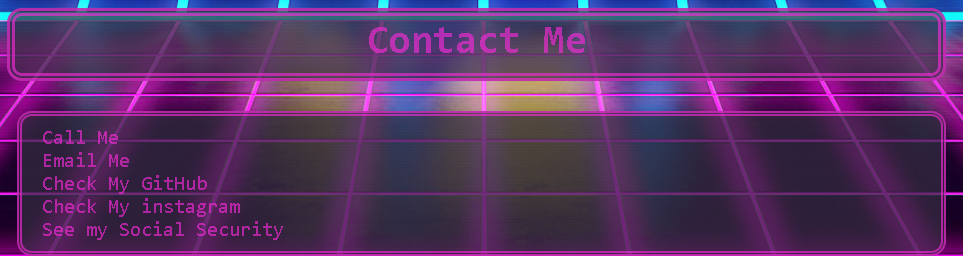 Contact Me
Call Me
Email Me
Check My GitHub
Check My instagram
See my Social Security